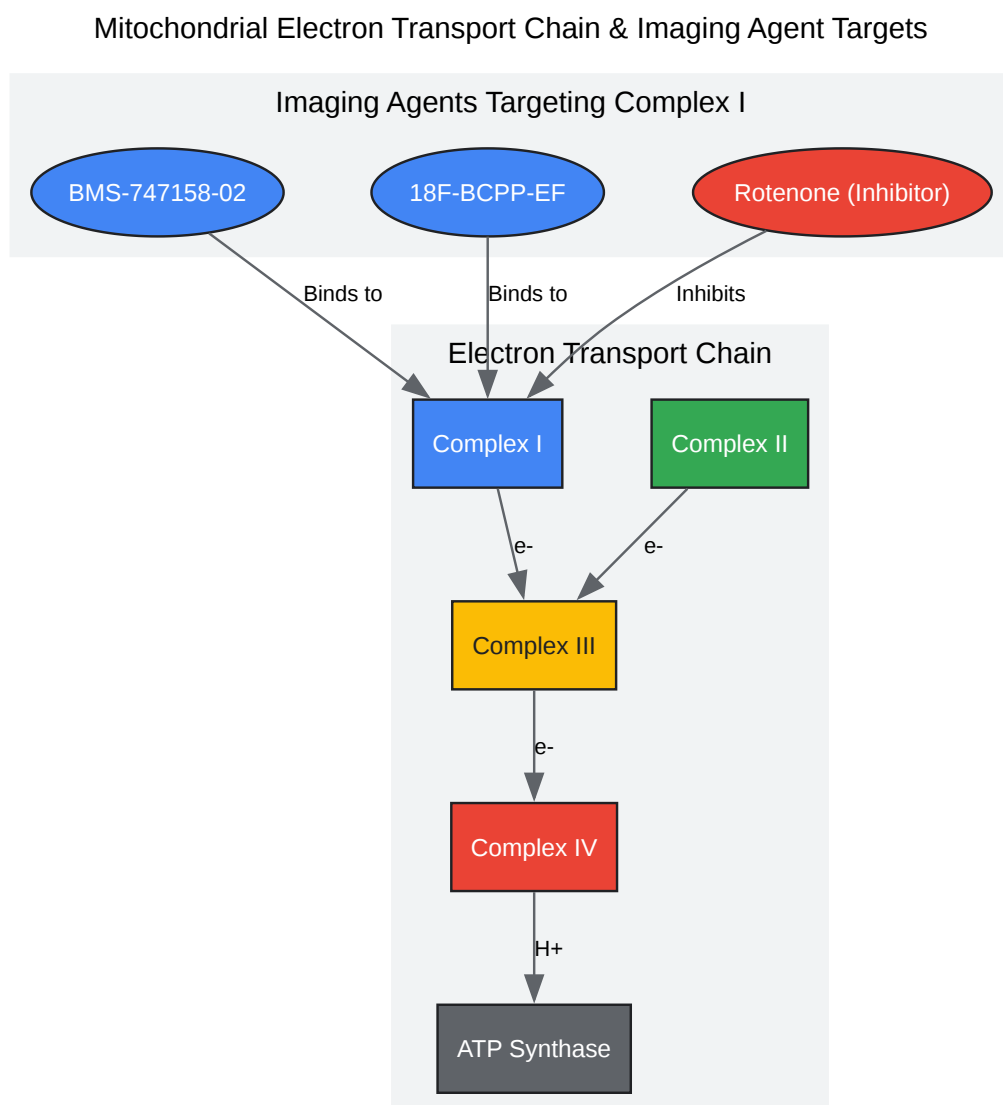 Mitochondrial Electron Transport Chain & Imaging Agent Targets
Imaging Agents Targeting Complex I
BMS-747158-02
18F-BCPP-EF
Rotenone (Inhibitor)
Binds to
Binds to
Inhibits
Electron Transport Chain
Complex I
Complex II
e-
e-
Complex III
e-
Complex IV
H+
ATP Synthase